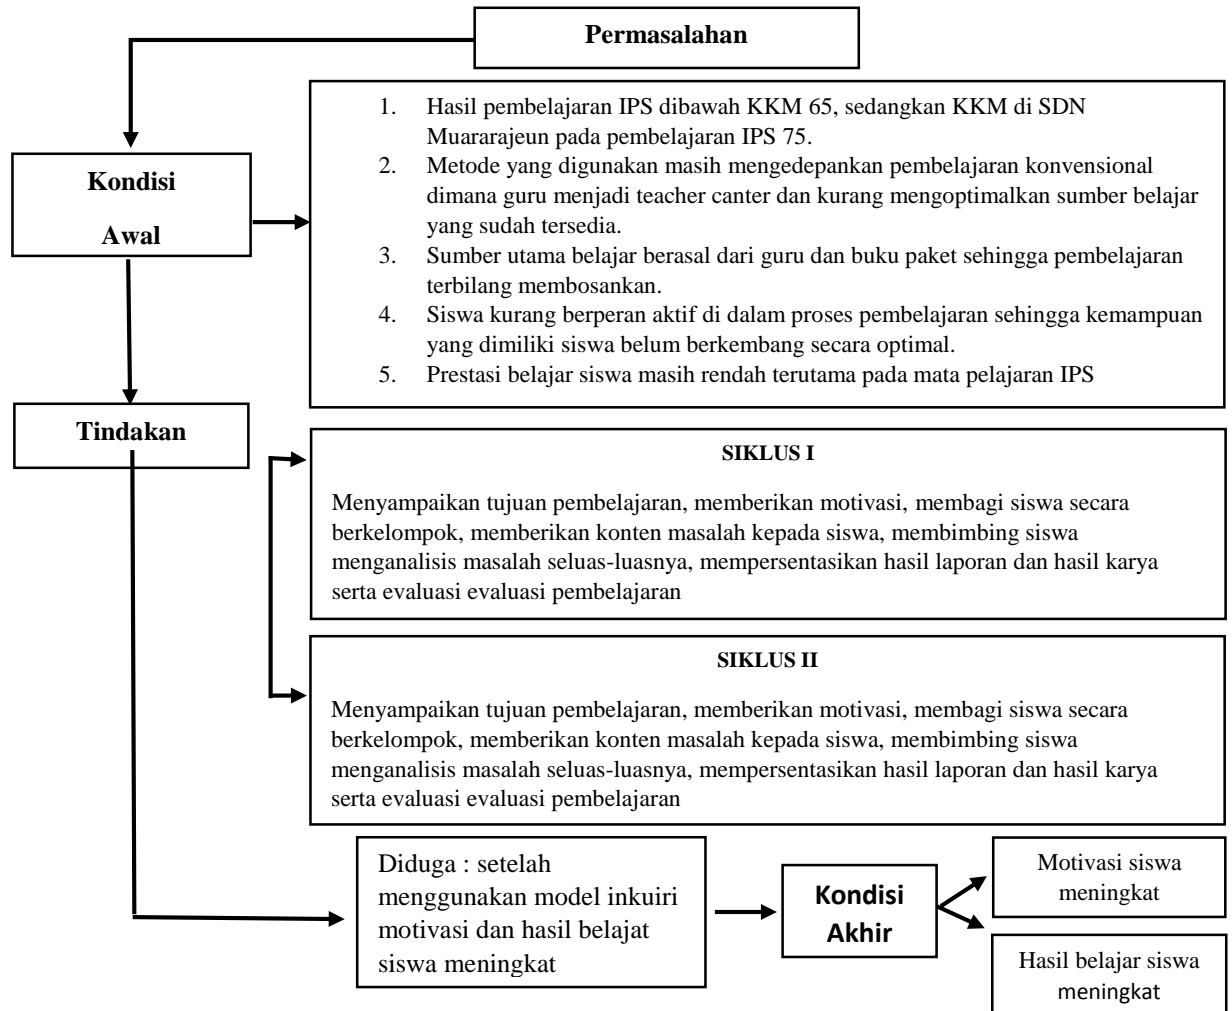 Permasalahan
Kondisi
Awal
1. Hasil pembelajaran IPS dibawah KKM 65, sedangkan KKM di SDN
Muararajeun pada pembelajaran IPS 75.
2. Metode yang digunakan masih mengedepankan pembelajaran konvensional
dimana guru menjadi teacher canter dan kurang mengoptimalkan sumber belajar
yang sudah tersedia.
3. Sumber utama belajar berasal dari guru dan buku paket sehingga pembelajaran
terbilang membosankan.
4. Siswa kurang berperan aktif di dalam proses pembelajaran sehingga kemampuan
yang dimiliki siswa belum berkembang secara optimal.
5. Prestasi belajar siswa masih rendah terutama pada mata pelajaran IPS
Tindakan
SIKLUS I
Menyampaikan tujuan pembelajaran, memberikan motivasi, membagi siswa secara
berkelompok, memberikan konten masalah kepada siswa, membimbing siswa
menganalisis masalah seluas-luasnya, mempersentasikan hasil laporan dan hasil karya
serta evaluasi evaluasi pembelajaran
SIKLUS II
Menyampaikan tujuan pembelajaran, memberikan motivasi, membagi siswa secara
berkelompok, memberikan konten masalah kepada siswa, membimbing siswa
menganalisis masalah seluas-luasnya, mempersentasikan hasil laporan dan hasil karya
serta evaluasi evaluasi pembelajaran
Diduga : setelah
menggunakan model inkuiri
motivasi dan hasil belajat
siswa meningkat
Kondisi
Akhir
Motivasi siswa
meningkat
Hasil belajar siswa
meningkat